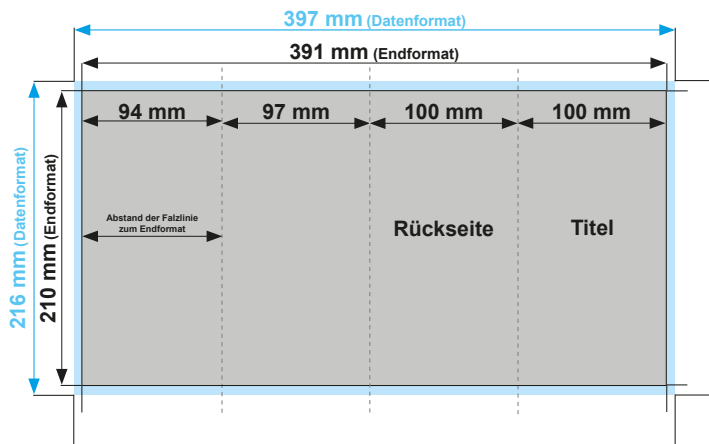 397 mm (Datenformat)
391 mm (Endformat)
94 mm
97 mm
100 mm
100 mm
216 mm (Datenformat)
210 mm (Endformat)
Abstand der Falzlinie
zum Endformat
Rückseite
Titel